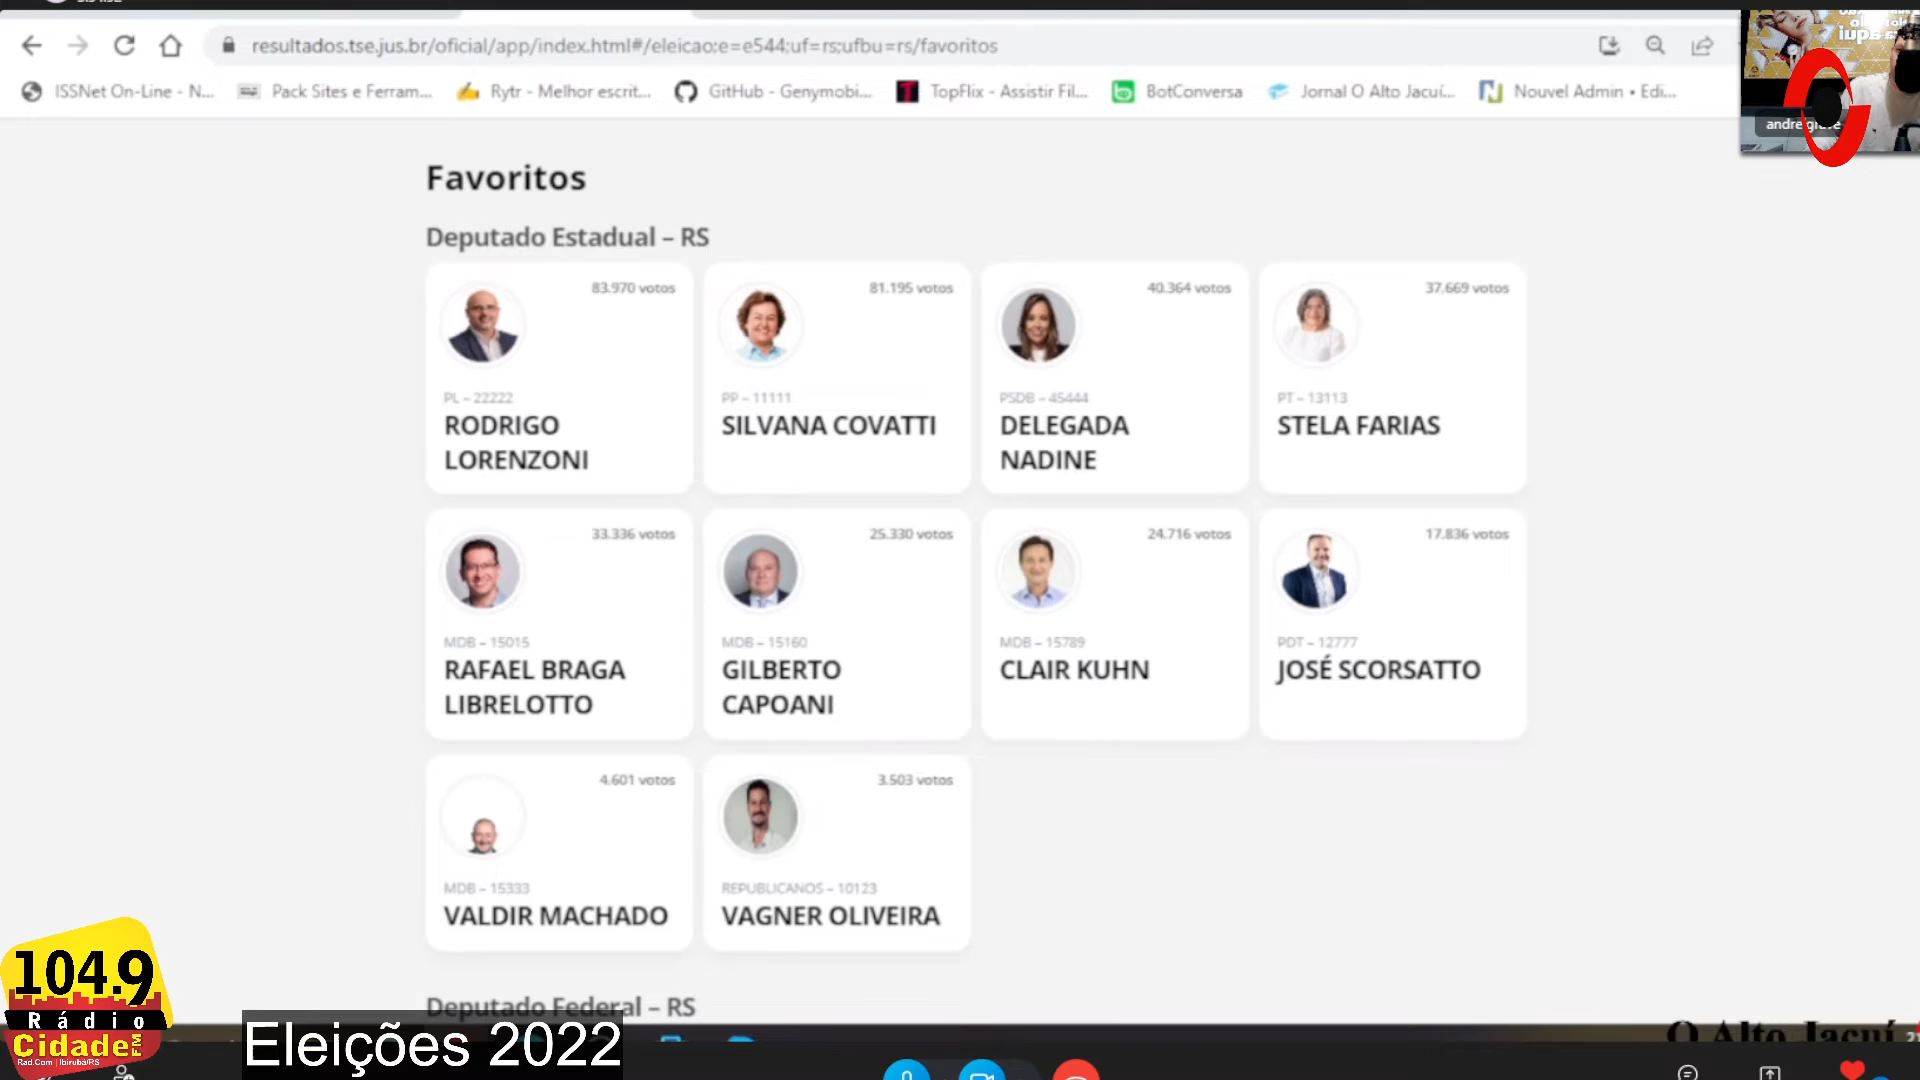 resultados.tse.jus.br/oficial/app/index.html#/eleicao;e=e544;uf=rs;ufbu=rs/favoritos
ISSNet On-Line - N...
Pack Sites e Ferram...
Rytr - Melhor escrit...
GitHub - Genymobi...
TopFlix - Assistir Fil...
BotConversa
Jornal O Alto Jacuí...
Nouvel Admin • Edi...
Favoritos
Deputado Estadual – RS
83.970 votos
PL – 22222
RODRIGO
LORENZONI
81.195 votos
PP – 11111
SILVANA COVATTI
40.364 votos
PSDB – 45444
DELEGADA
NADINE
37.669 votos
PT – 13113
STELA FARIAS
33.336 votos
MDB – 15015
RAFAEL BRAGA
LIBRELOTTO
25.330 votos
MDB – 15160
GILBERTO
CAPOANI
24.716 votos
MDB – 15789
CLAIR KUHN
17.836 votos
PDT – 12777
JOSÉ SCORSATTO
4.601 votos
MDB – 15333
VALDIR MACHADO
3.503 votos
REPUBLICANOS – 10123
VAGNER OLIVEIRA
Deputado Federal – RS
104.9
Rádio
Cidade FM
Rad.Com | Ibirubá/RS
Eleições 2022
O Alto Jacuí